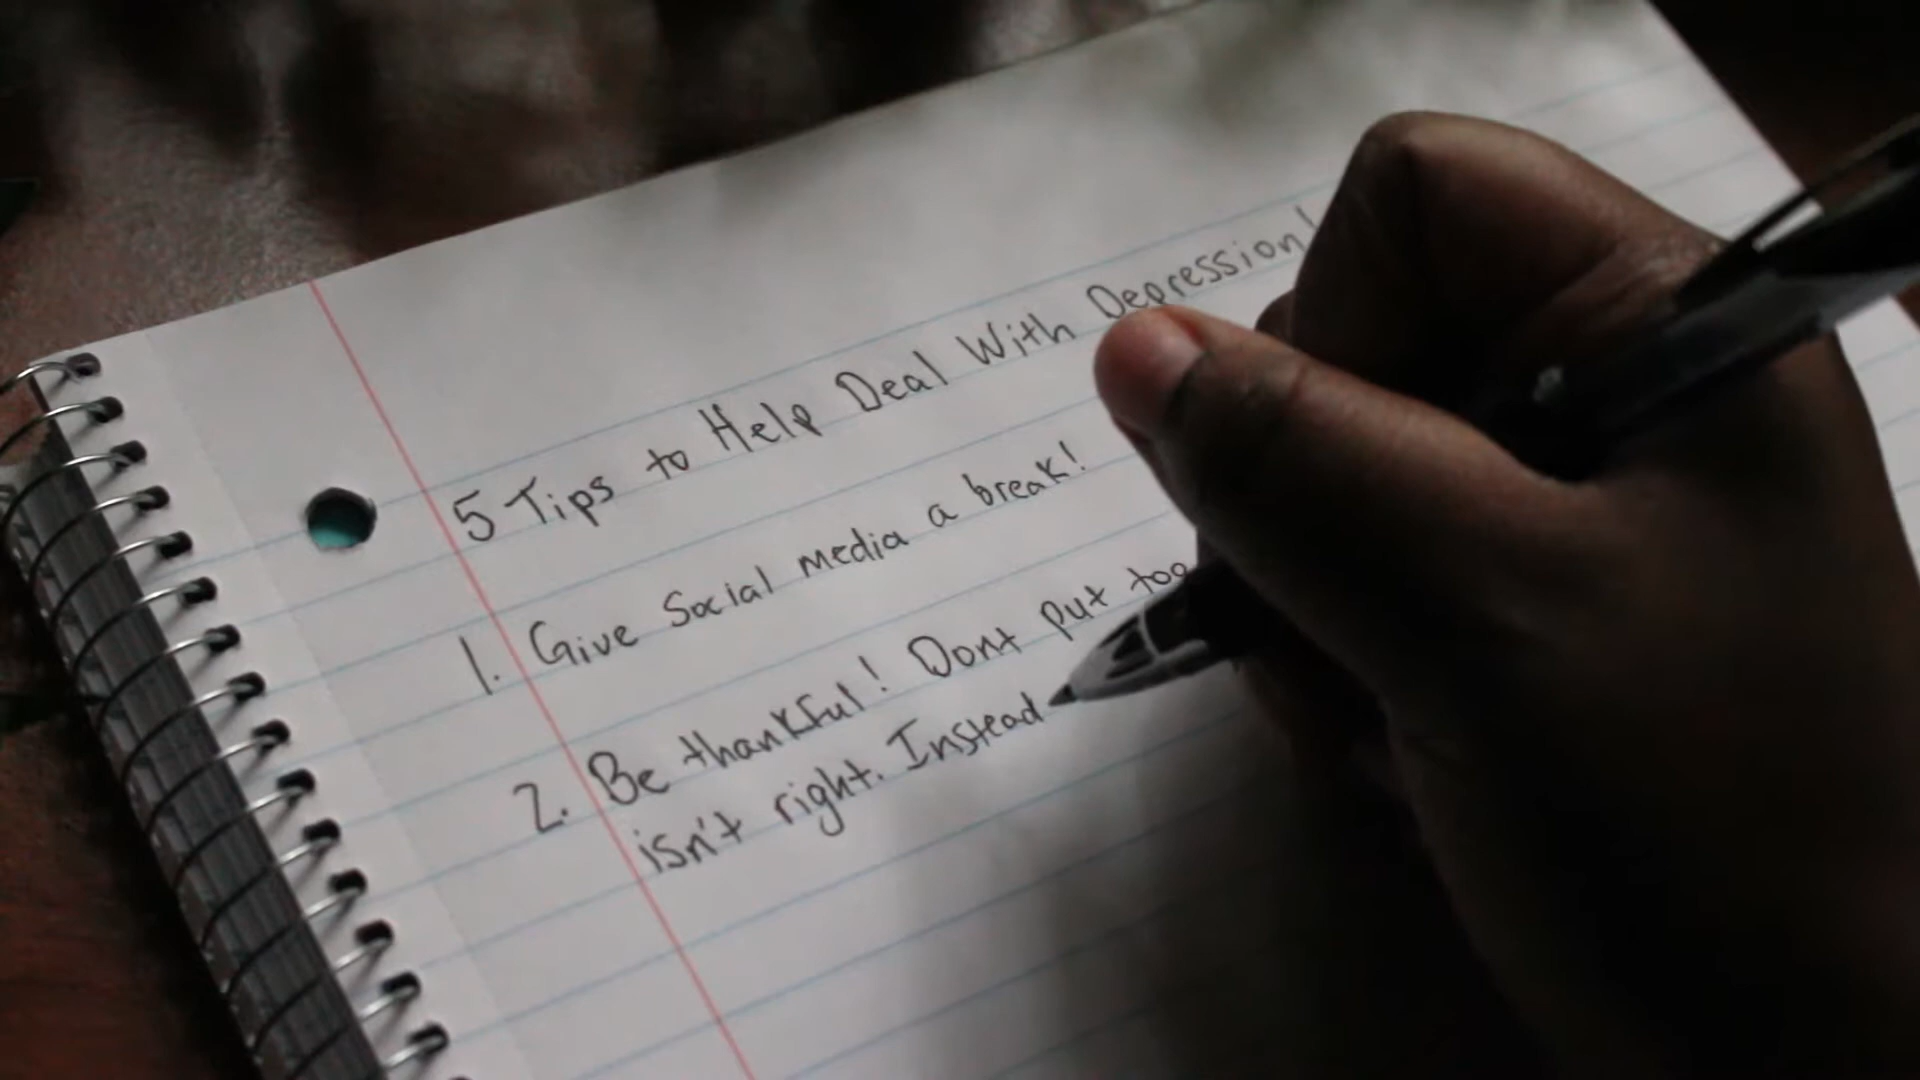 5 Tips to Help Deal With Depression!
1. Give Social media a break!
2. Be thankful! Dont put too
isn't right. Instead